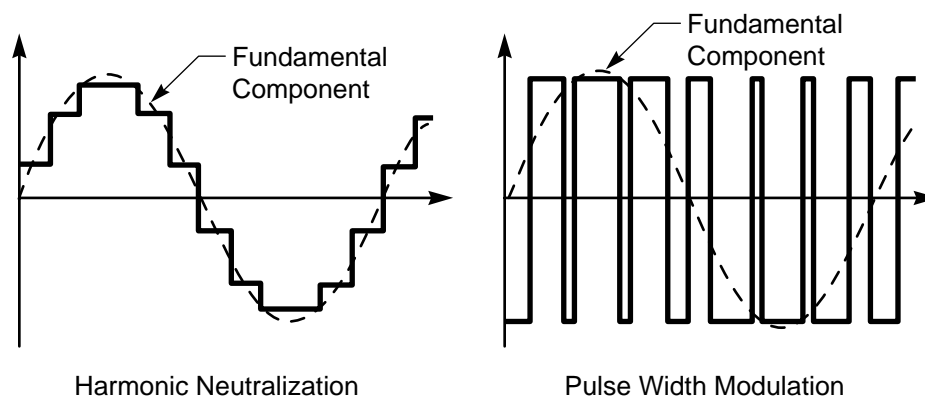 Fundamental
Component
Fundamental
Component
Harmonic Neutralization
Pulse Width Modulation